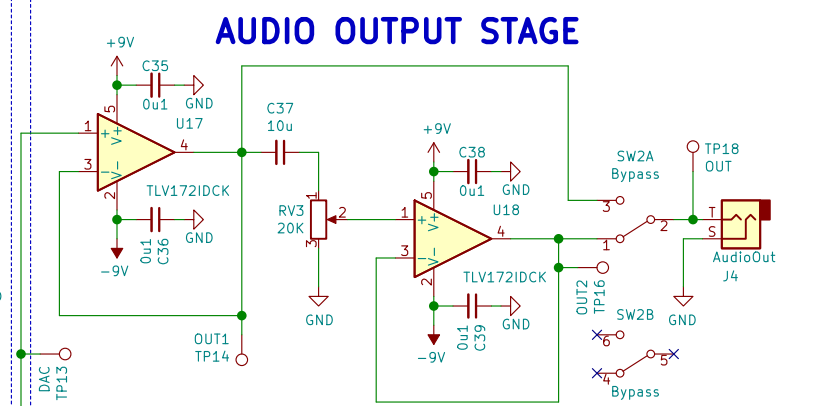 AUDIO OUTPUT STAGE
+9V
C35
0u1
GND
U17
5
1
+
V+
4
3
-
V-
2
TLV172IDCK
0u1
C36
GND
-9V
C37
10u
RV3
20K
1
2
3
GND
OUT1
TP14
DAC
TP13
+9V
C38
0u1
GND
U18
5
1
+
V+
4
3
-
V-
2
TLV172IDCK
0u1
C39
GND
-9V
OUT2
TP16
SW2A
Bypass
3
2
1
TP18
OUT
T
S
AudioOut
J4
GND
SW2B
6
5
4
Bypass